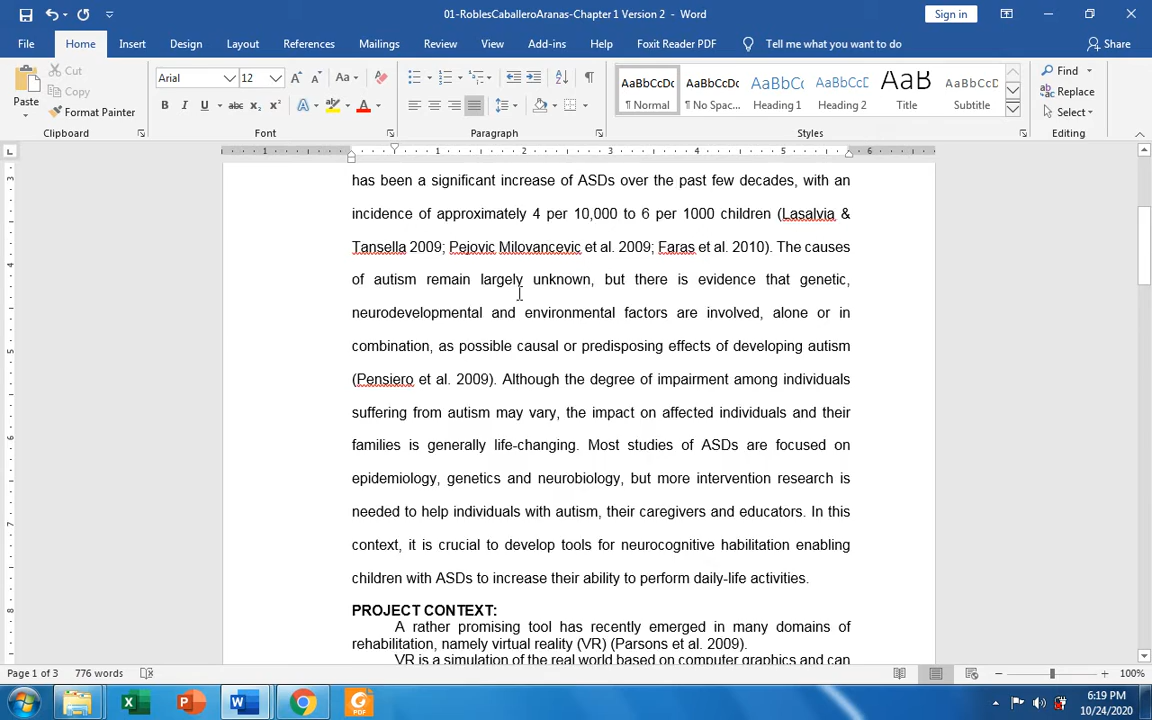 01-RoblesCaballeroAranas-Chapter 1 Version 2 - Word
Sign in
File Home Insert Design Layout References Mailings Review View Add-ins Help Foxit Reader PDF Tell me what you want to do Share
Paste
Cut
Copy
Format Painter
Arial 12
AaBbCcDc AaBbCcDc AaBbCc AaBbCcD AaB AaBbCcD
¶ Normal ¶ No Spac... Heading 1 Heading 2 Title Subtitle
Find
Replace
Select
Clipboard Font Paragraph Styles Editing
1 1 2 3 4 5 6
has been a significant increase of ASDs over the past few decades, with an
incidence of approximately 4 per 10,000 to 6 per 1000 children (Lasalvia &
Tansella 2009; Pejovic Milovancevic et al. 2009; Faras et al. 2010). The causes
of autism remain largely unknown, but there is evidence that genetic,
neurodevelopmental and environmental factors are involved, alone or in
combination, as possible causal or predisposing effects of developing autism
(Pensiero et al. 2009). Although the degree of impairment among individuals
suffering from autism may vary, the impact on affected individuals and their
families is generally life-changing. Most studies of ASDs are focused on
epidemiology, genetics and neurobiology, but more intervention research is
needed to help individuals with autism, their caregivers and educators. In this
context, it is crucial to develop tools for neurocognitive habilitation enabling
children with ASDs to increase their ability to perform daily-life activities.
PROJECT CONTEXT:
A rather promising tool has recently emerged in many domains of
rehabilitation, namely virtual reality (VR) (Parsons et al. 2009).
VR is a simulation of the real world based on computer graphics and can
Page 1 of 3 776 words 100%
6:19 PM
10/24/2020